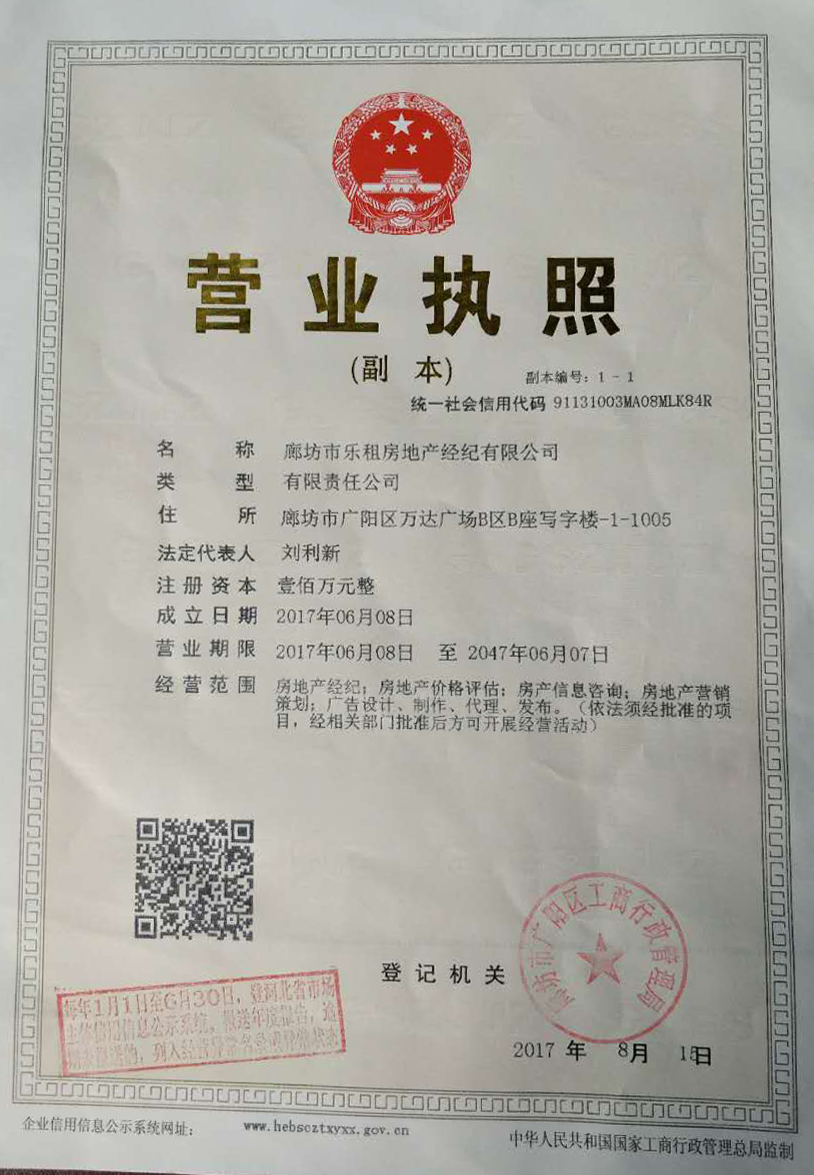 营业执照
(副 本)
副本编号：1 - 1
统一社会信用代码 91131003MA08MLK84R
名 称 廊坊市乐租房地产经纪有限公司
类 型 有限责任公司
住 所 廊坊市广阳区万达广场B区B座写字楼-1-1005
法定代表人 刘利新
注册资本 壹佰万元整
成立日期 2017年06月08日
营业期限 2017年06月08日 至 2047年06月07日
经营范围 房地产经纪；房地产价格评估；房产信息咨询；房地产营销
策划；广告设计、制作、代理、发布。（依法须经批准的项
目，经相关部门批准后方可开展经营活动）
廊坊市广阳区工商行政管理局
登记机关
每年1月1日至6月30日，登河北省市场
主体信用信息公示系统，报送年度报告，逾
列入经营异常名录
2017 年 8月 15日
企业信用信息公示系统网址：
www.hebscztxyxx.gov.cn
中华人民共和国国家工商行政管理总局监制